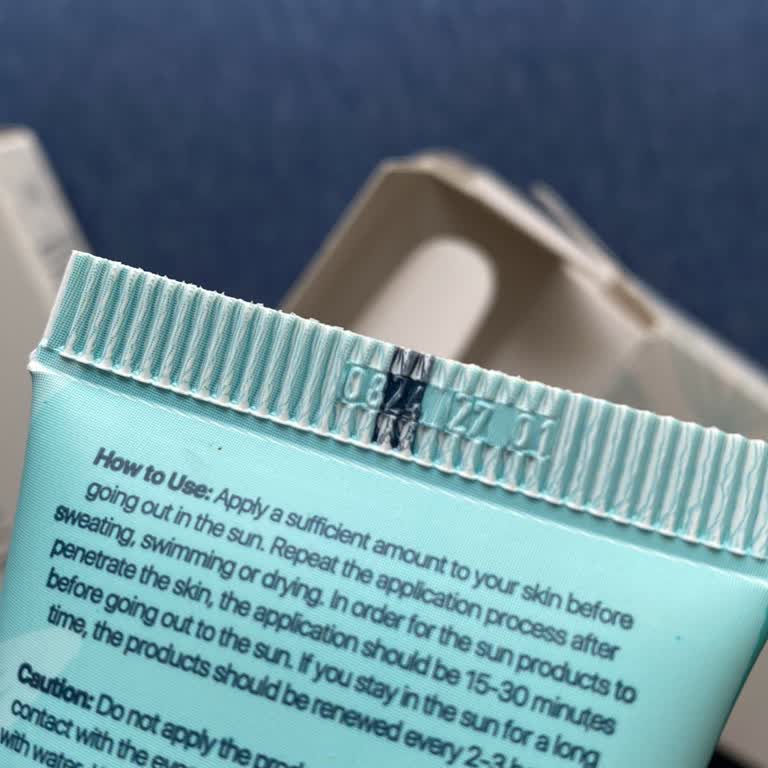 0824 27 01
How to Use: Apply a sufficient amount to your skin before
going out in the sun. Repeat the application process after
sweating, swimming or drying. In order for the sun products to
penetrate the skin, the application should be 15-30 minutes
before going out to the sun. If you stay in the sun for a long
time, the products should be renewed every 2-3
Caution: Do not apply the
contact with the
with water.